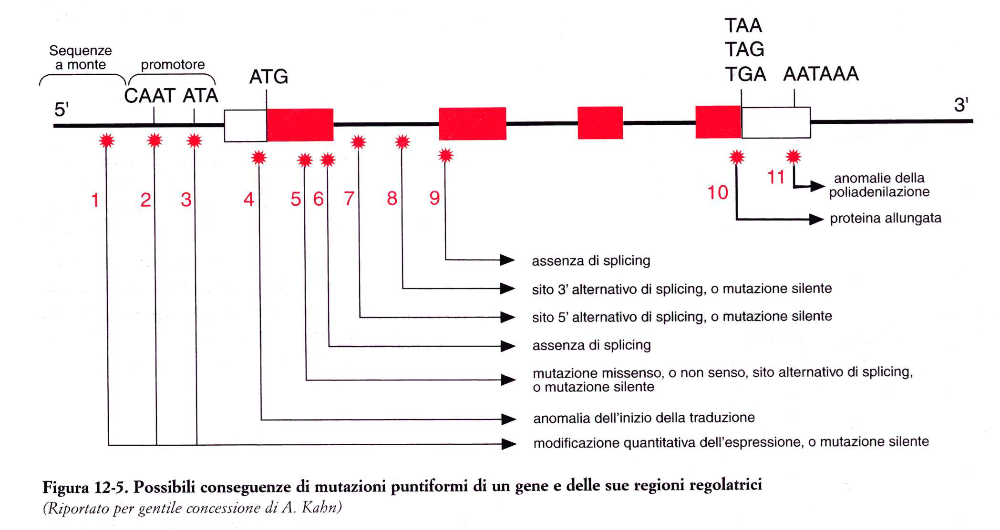 TAA
TAG
TGA
AATAAA
Sequenze
a monte
promotore
ATG
CAAT
ATA
5'
3'
1
2
3
4
5
6
7
8
9
10
11
anomalie della
poliadenilazione
proteina allungata
assenza di splicing
sito 3' alternativo di splicing, o mutazione silente
sito 5' alternativo di splicing, o mutazione silente
assenza di splicing
mutazione missenso, o non senso, sito alternativo di splicing,
o mutazione silente
anomalia dell'inizio della traduzione
modificazione quantitativa dell'espressione, o mutazione silente
Figura 12-5. Possibili conseguenze di mutazioni puntiformi di un gene e delle sue regioni regolatrici
(Riportato per gentile concessione di A. Kahn)